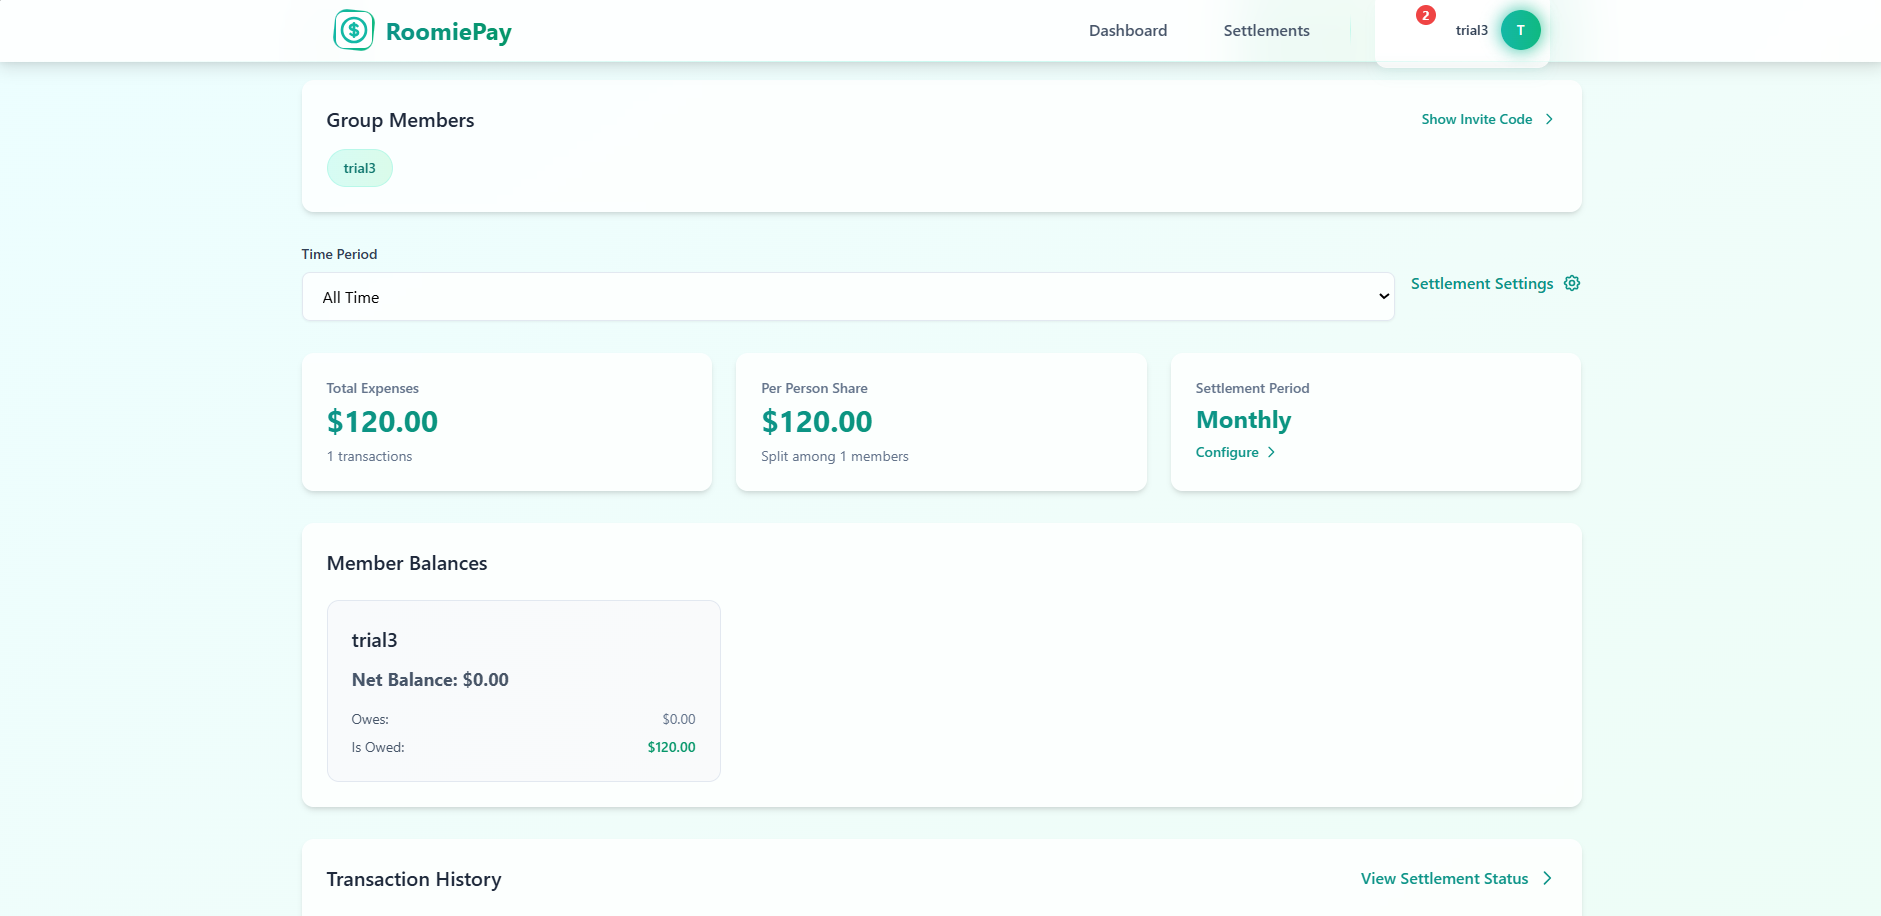 RoomiePay
Dashboard
Settlements
2
trial3
T
Group Members
Show Invite Code
trial3
Time Period
All Time
Settlement Settings
Total Expenses
$120.00
1 transactions
Per Person Share
$120.00
Split among 1 members
Settlement Period
Monthly
Configure
Member Balances
trial3
Net Balance: $0.00
Owes: $0.00
Is Owed: $120.00
Transaction History
View Settlement Status